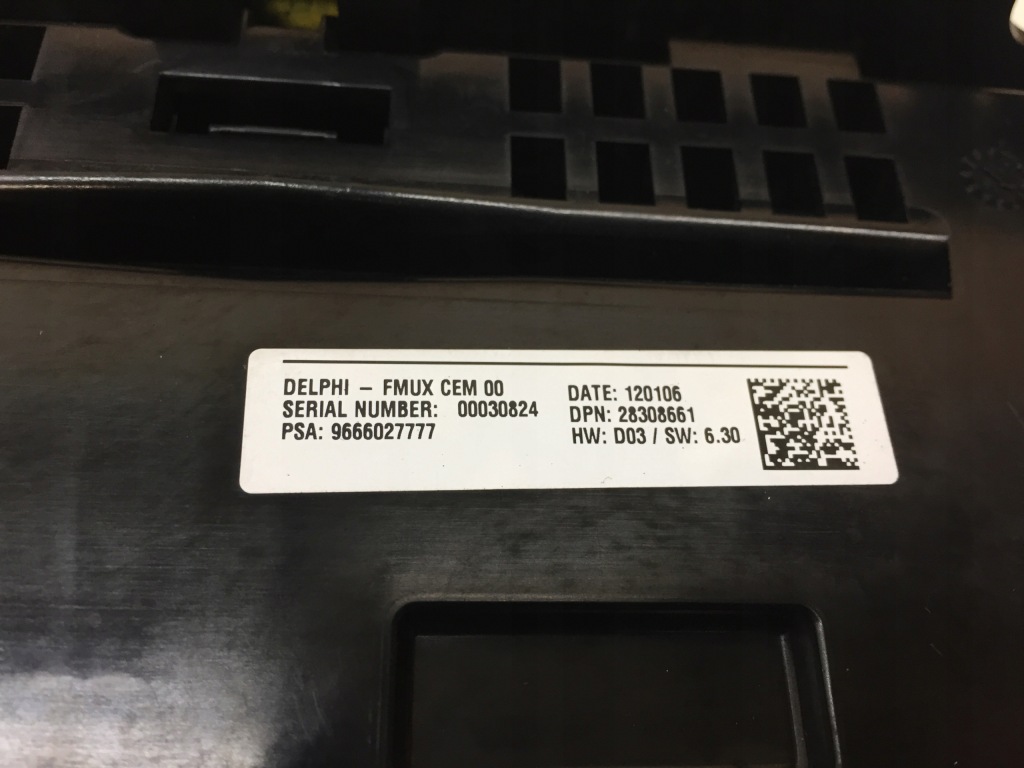 DELPHI – FMUX CEM 00
SERIAL NUMBER: 00030824
PSA: 9666027777
DATE: 120106
DPN: 28308661
HW: D03 / SW: 6.30